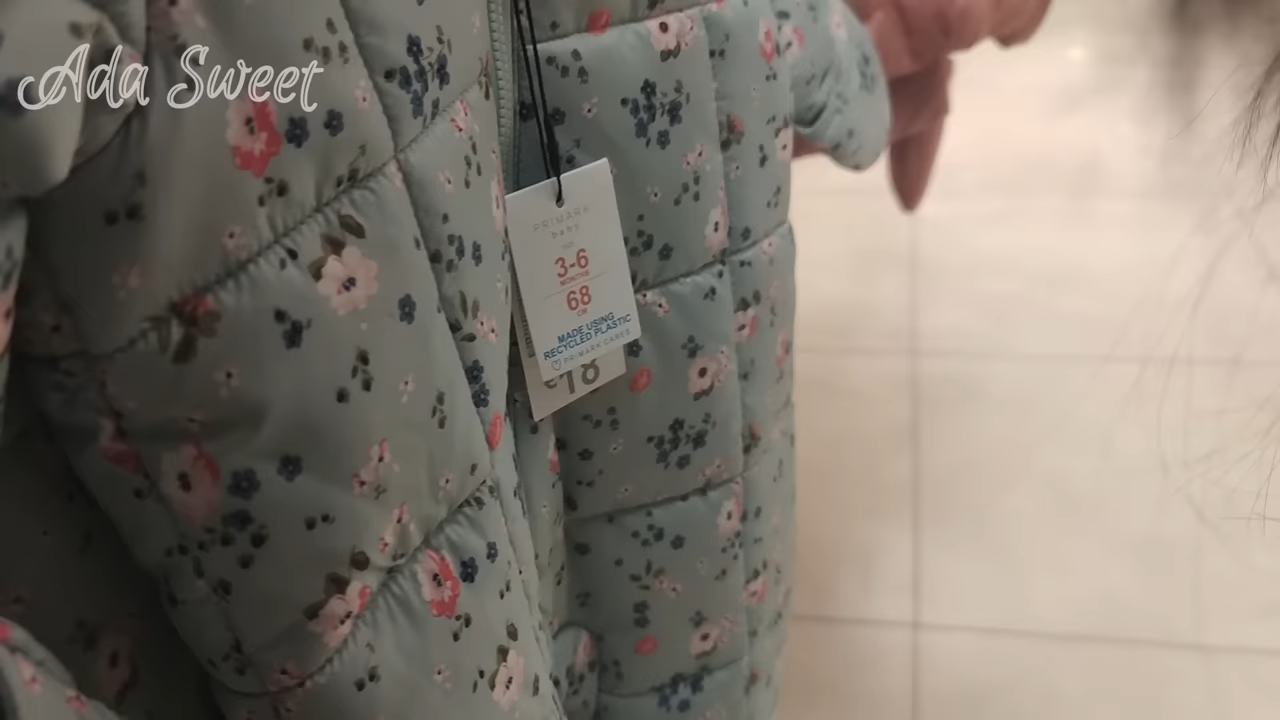 Ada Sweet
PRIMARK
baby
3-6
MONTHS
68
CM
MADE USING
RECYCLED PLASTIC
PRIMARK CARES
€18